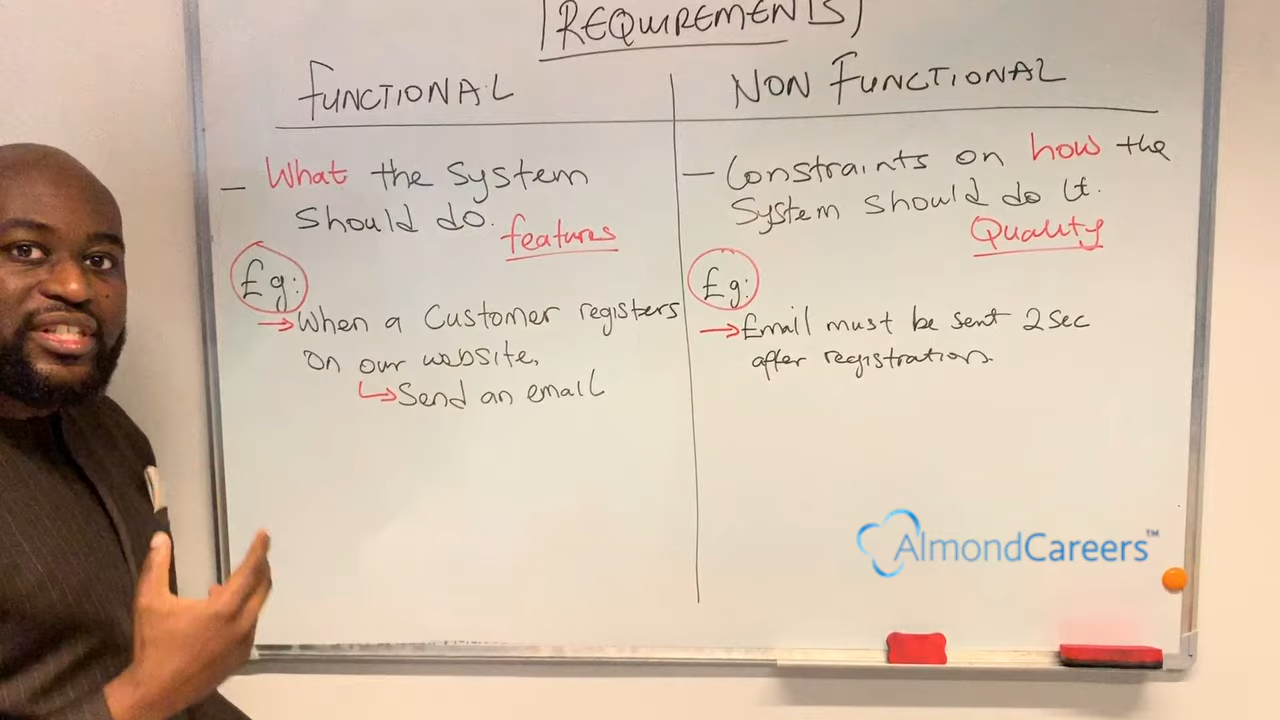 REQUIREMENTS
FUNCTIONAL
- What the system
should do.
features
Eg:
→ When a Customer registers
on our website,
↳ Send an email
NON FUNCTIONAL
- Constraints on how the
System should do it.
Quality
Eg:
→ Email must be sent 2 sec
after registration.
AlmondCareers™